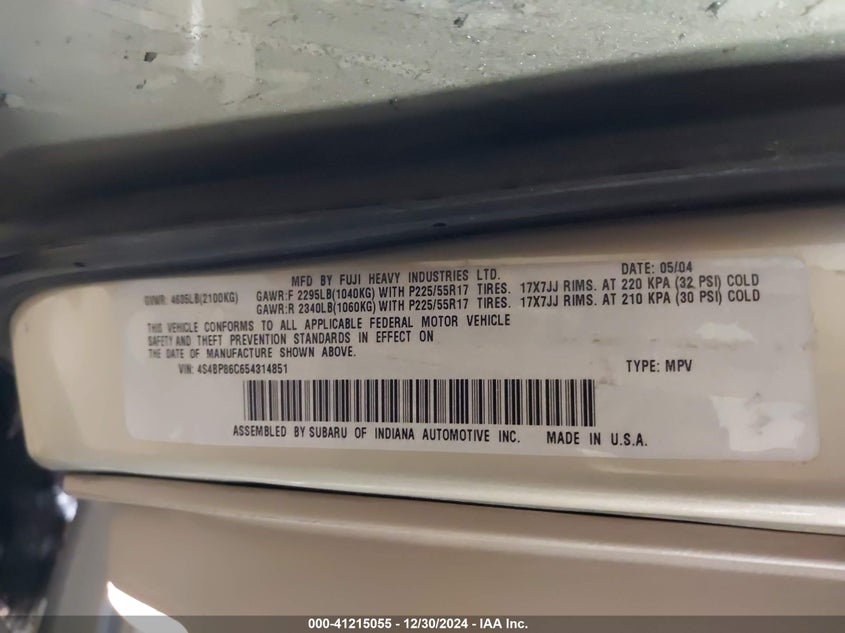 MFD BY FUJI HEAVY INDUSTRIES LTD. DATE: 05/04
GVWR: 4635LB(2100KG) GAWR:F 2295LB(1040KG) WITH P225/55R17 TIRES. 17X7JJ RIMS. AT 220 KPA (32 PSI) COLD
GAWR:R 2340LB(1060KG) WITH P225/55R17 TIRES. 17X7JJ RIMS. AT 210 KPA (30 PSI) COLD
THIS VEHICLE CONFORMS TO ALL APPLICABLE FEDERAL MOTOR VEHICLE
SAFETY AND THEFT PREVENTION STANDARDS IN EFFECT ON
THE DATE OF MANUFACTURE SHOWN ABOVE.
VIN: 4S4BP86C654314851 TYPE: MPV
ASSEMBLED BY SUBARU OF INDIANA AUTOMOTIVE INC. MADE IN U.S.A.
000-41215055 - 12/30/2024 - IAA Inc.